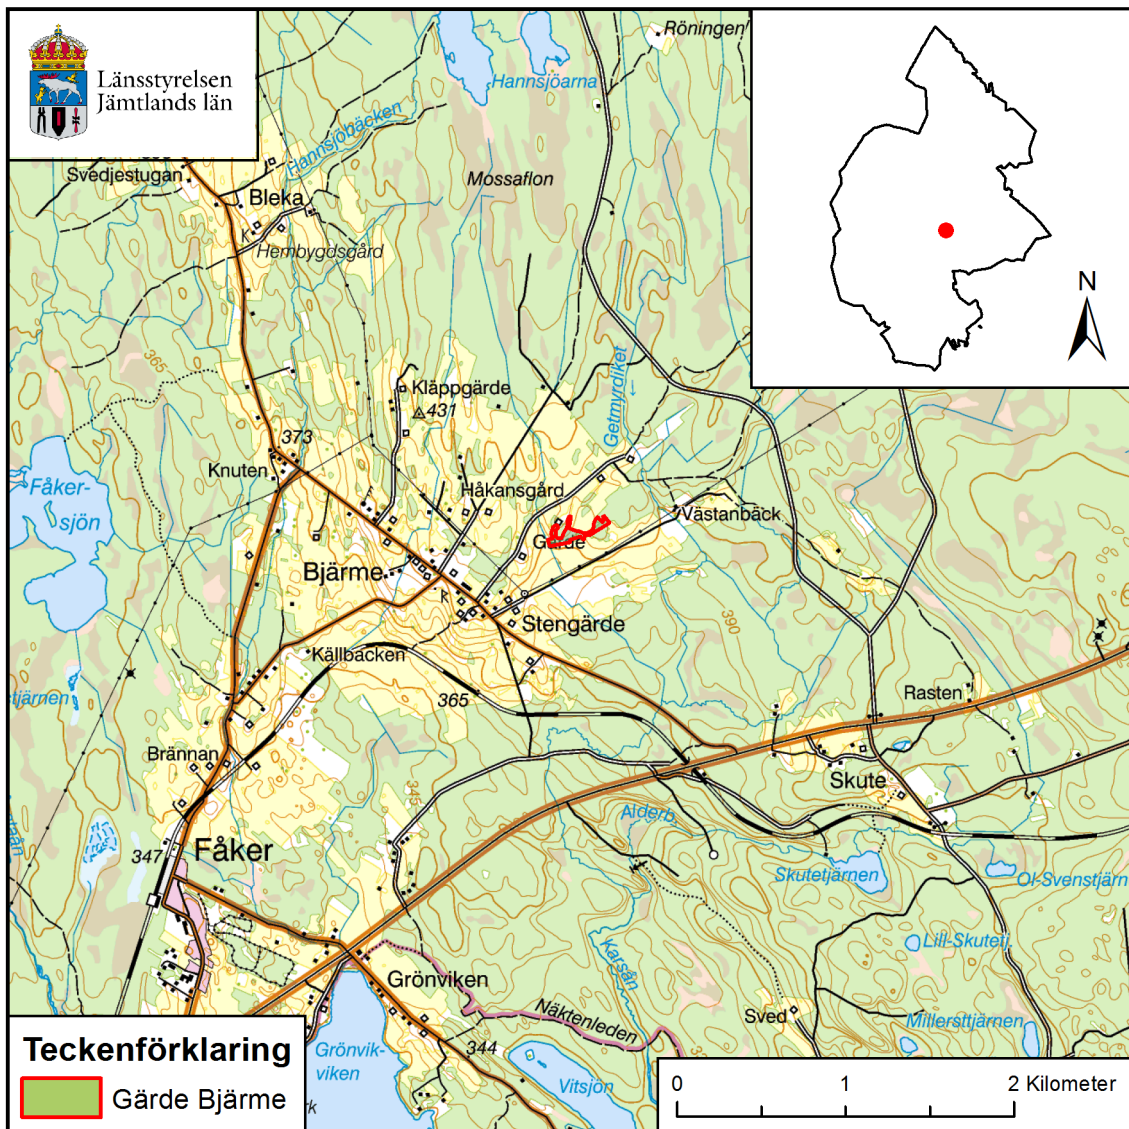 Länsstyrelsen
Jämtlands län
Röningen
Hannsjöarna
Hannsjöbäcken
Svedjestugan
Mossaflon
Bleka
K
Hembygdsgård
N
365
Getmyrdiket
Kläppgärde
431
373
Knuten
Håkansgård
Fåker-
sjön
Västanbäck
Gärde
Bjärme
Stengärde
390
Källbacken
365
Rasten
Brännan
Skute
345
Alderb.
347
Fåker
Skutetjärnen
Ol-Svenstjärn
Lill-Skutetj.
Karsån
Grönviken
Näktenleden
Sved
Millersttjärnen
344
Grönvik-
viken
Vitsjön
Teckenförklaring
Gärde Bjärme
0 1 2 Kilometer